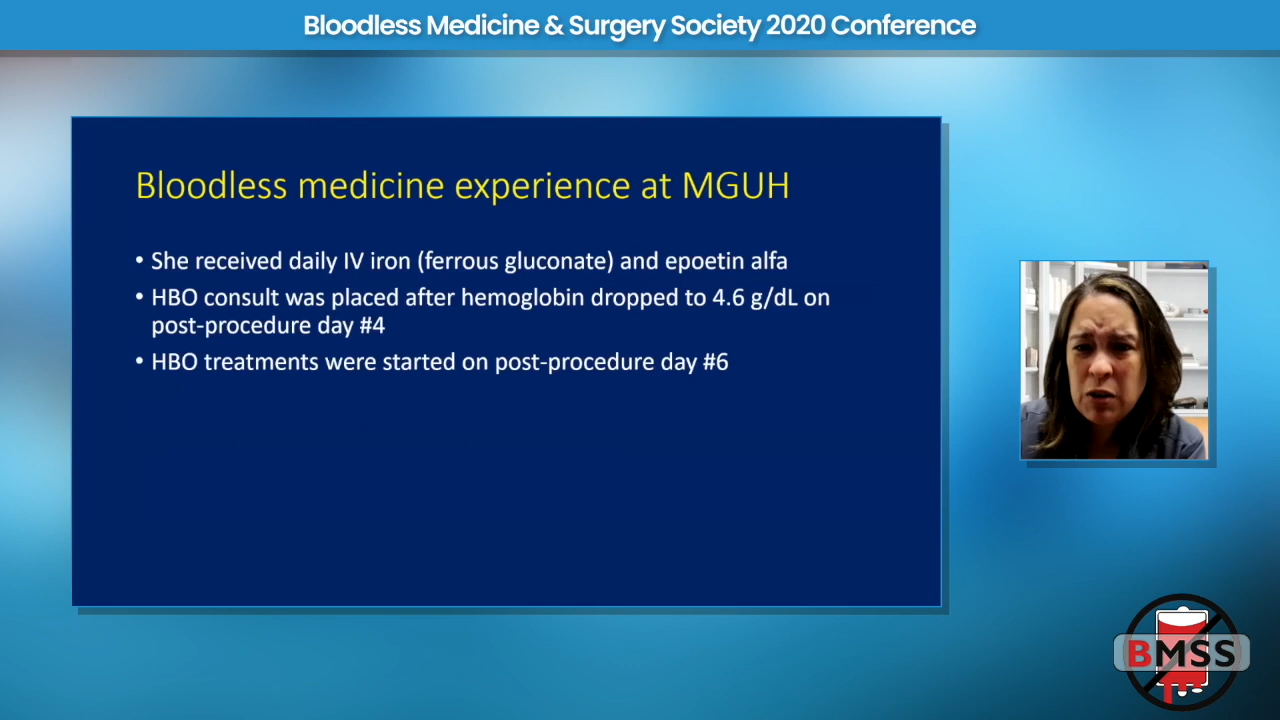 Bloodless Medicine & Surgery Society 2020 Conference
Bloodless medicine experience at MGUH
• She received daily IV iron (ferrous gluconate) and epoetin alfa
• HBO consult was placed after hemoglobin dropped to 4.6 g/dL on
post-procedure day #4
• HBO treatments were started on post-procedure day #6
BMSS